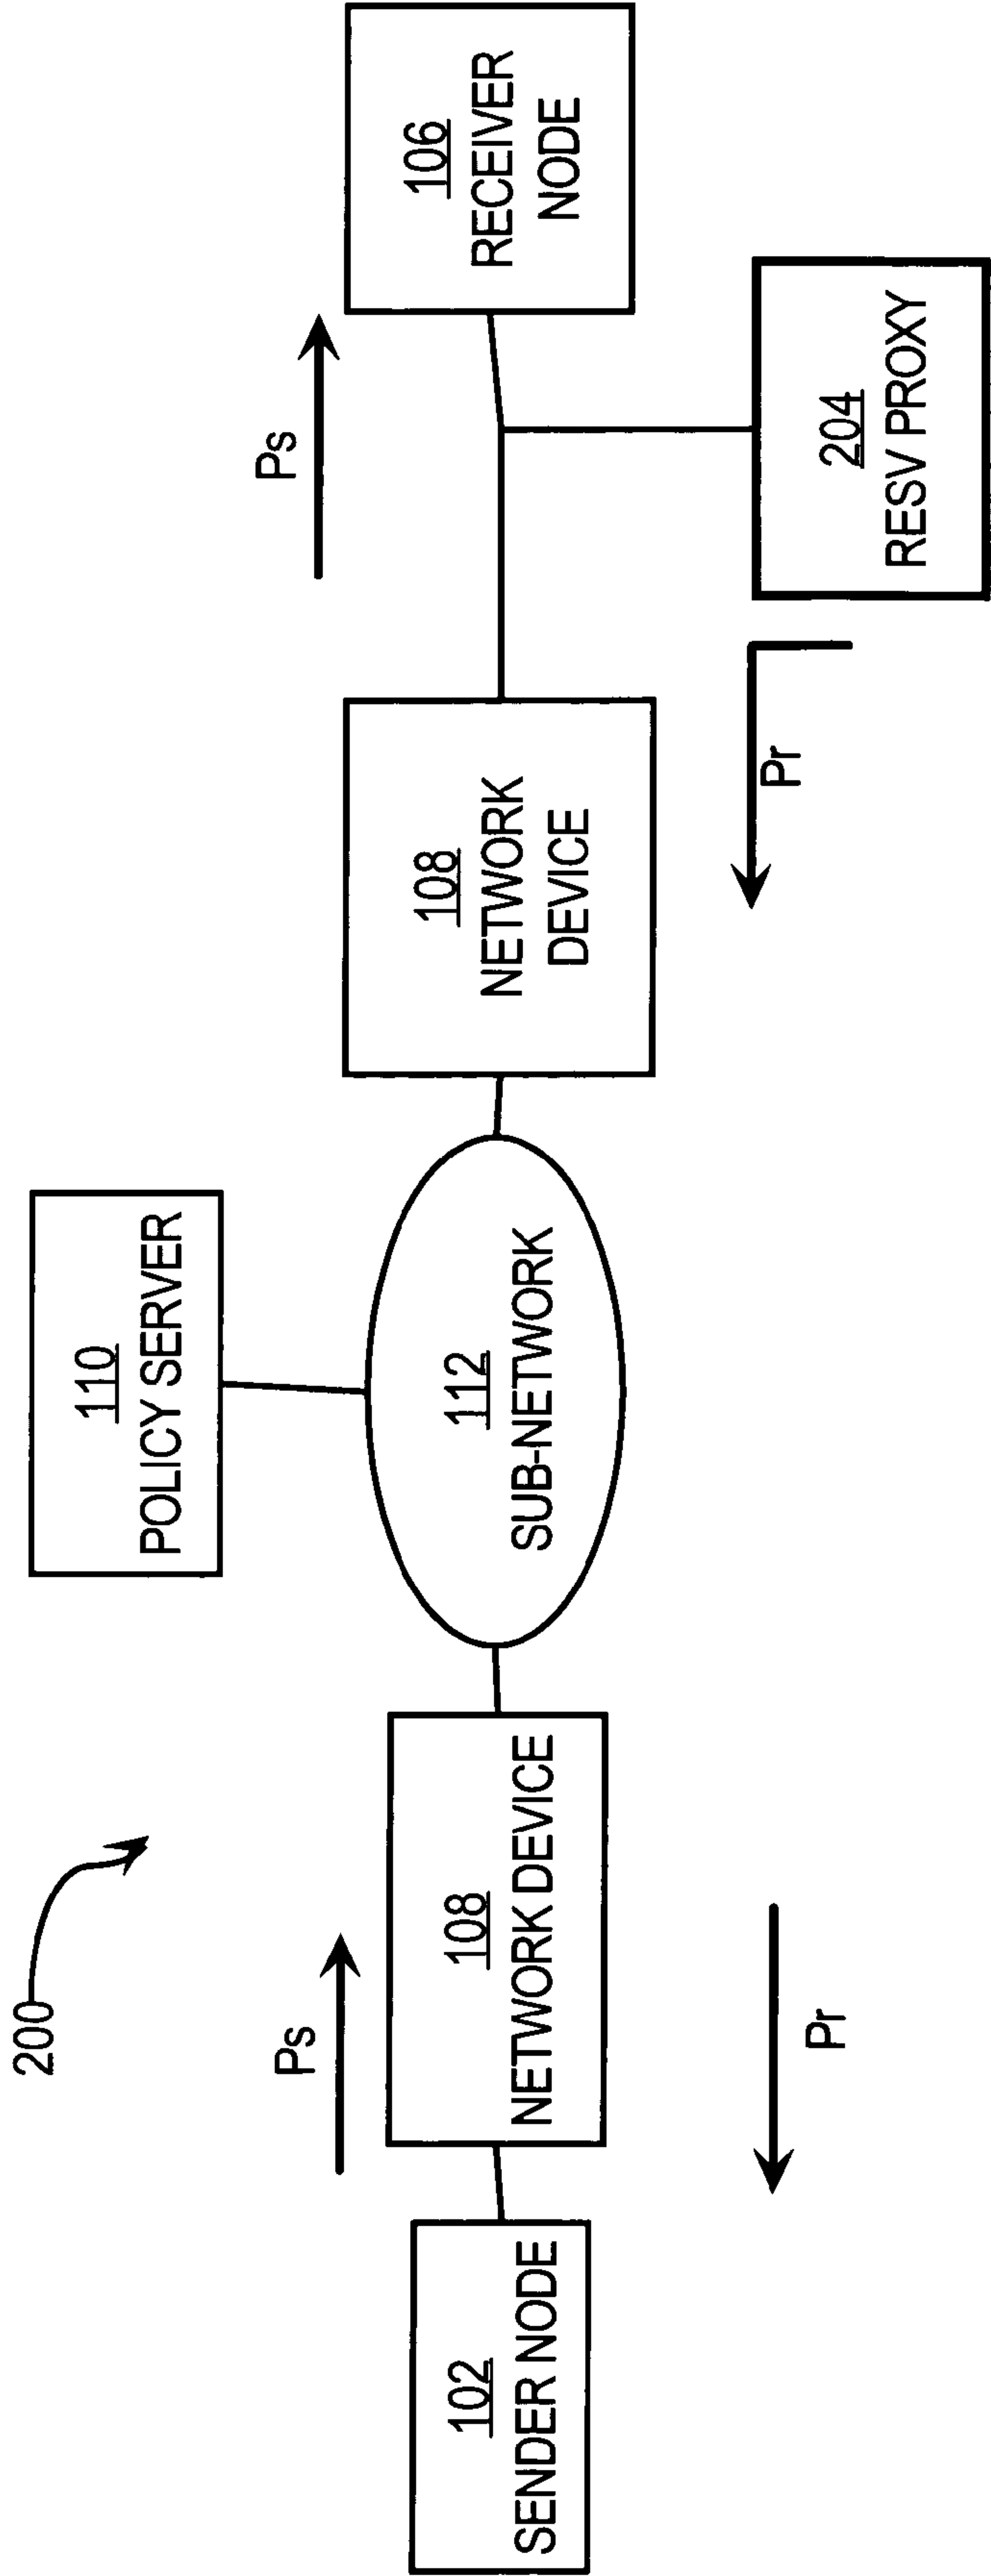 200
110
POLICY SERVER
Ps
Ps
102
SENDER NODE
108
NETWORK DEVICE
112
SUB-NETWORK
108
NETWORK
DEVICE
106
RECEIVER
NODE
Pr
Pr
204
RESV PROXY